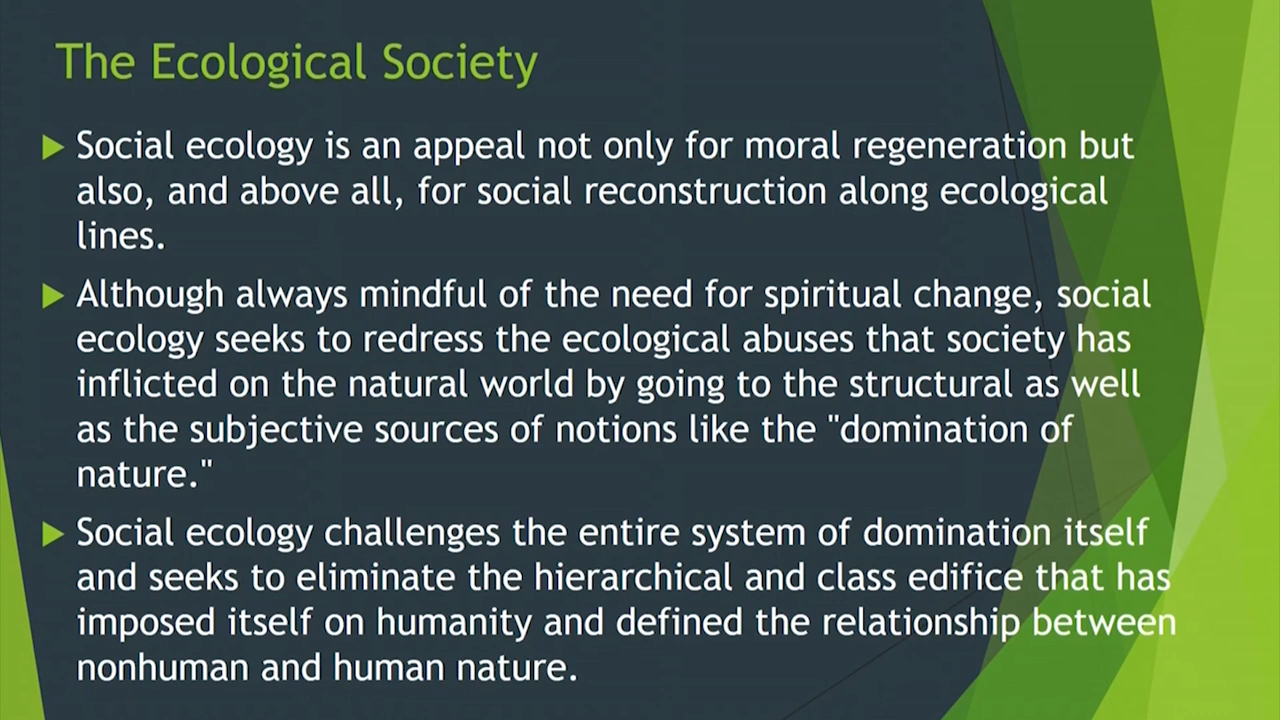 The Ecological Society
Social ecology is an appeal not only for moral regeneration but
also, and above all, for social reconstruction along ecological
lines.
Although always mindful of the need for spiritual change, social
ecology seeks to redress the ecological abuses that society has
inflicted on the natural world by going to the structural as well
as the subjective sources of notions like the "domination of
nature."
Social ecology challenges the entire system of domination itself
and seeks to eliminate the hierarchical and class edifice that has
imposed itself on humanity and defined the relationship between
nonhuman and human nature.